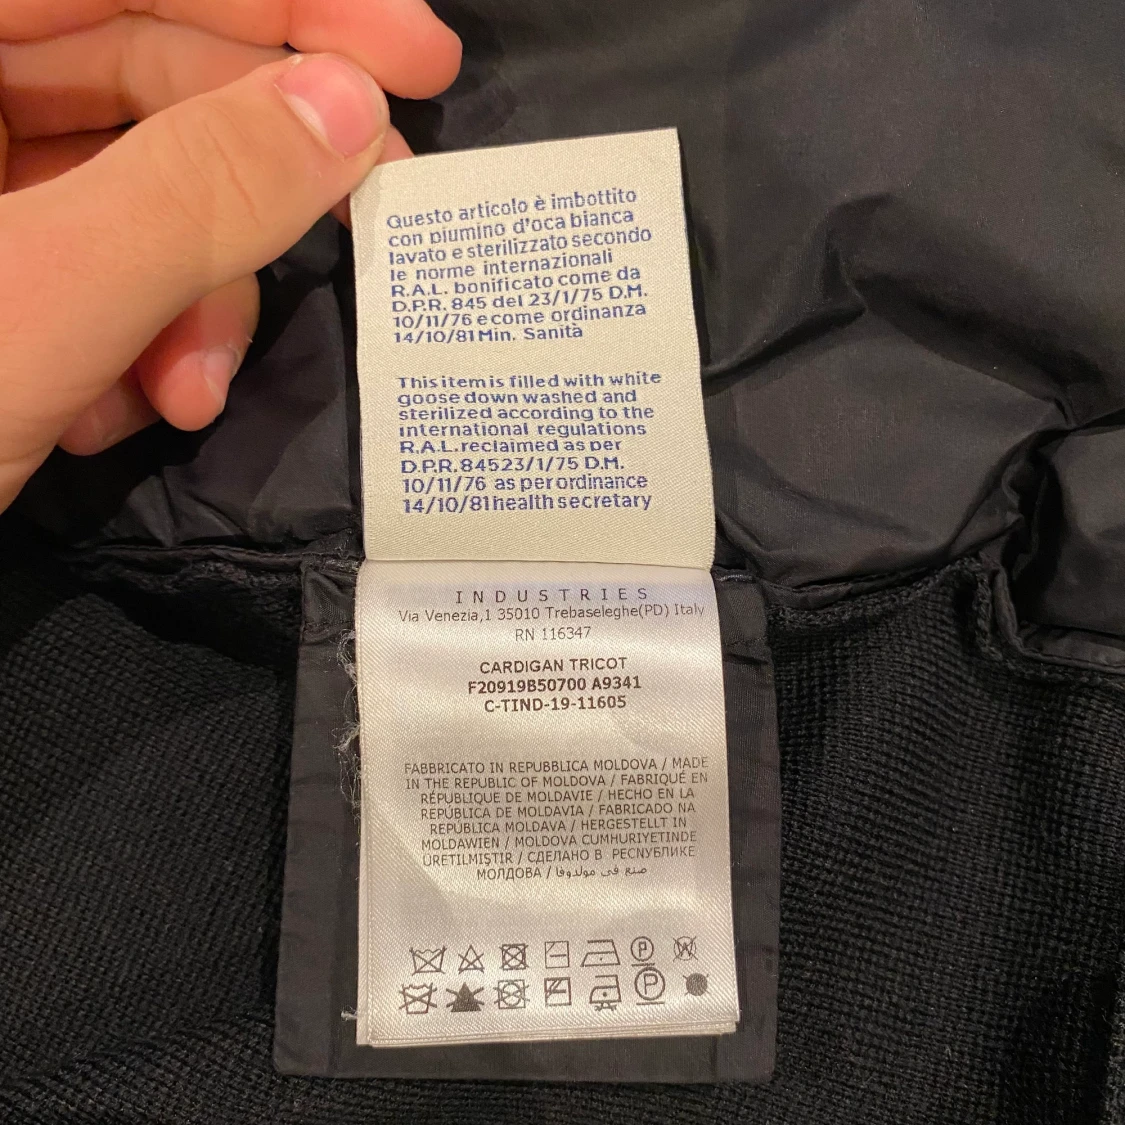 Questo articolo è imbottito
con piumino d'oca bianca
lavato e sterilizzato secondo
le norme internazionali
R.A.L. bonificato come da
D.P.R. 845 del 23/1/75 D.M.
10/11/76 e come ordinanza
14/10/81 Min. Sanità
This item is filled with white
goose down washed and
sterilized according to the
international regulations
R.A.L. reclaimed as per
D.P.R. 84523/1/75 D.M.
10/11/76 as per ordinance
14/10/81 health secretary
INDUSTRIES
Via Venezia,1 35010 Trebaseleghe(PD) Italy
RN 116347
CARDIGAN TRICOT
F20919B50700 A9341
C-TIND-19-11605
FABBRICATO IN REPUBBLICA MOLDOVA / MADE
IN THE REPUBLIC OF MOLDOVA / FABRIQUÉ EN
RÉPUBLIQUE DE MOLDAVIE / HECHO EN LA
REPÚBLICA DE MOLDAVIA / FABRICADO NA
REPÚBLICA MOLDAVA / HERGESTELLT IN
MOLDAWIEN / MOLDOVA CUMHURIYETINDE
ÜRETILMIŞTIR / СДЕЛАНО В РЕСПУБЛИКЕ
МОЛДОВА / صنع في مولدوفا
P W
P